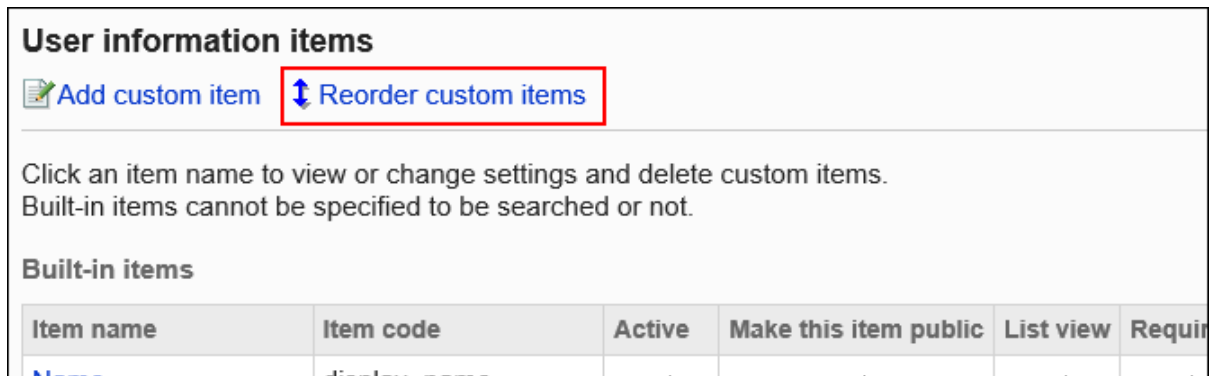 User information items
Add custom item Reorder custom items
Click an item name to view or change settings and delete custom items.
Built-in items cannot be specified to be searched or not.
Built-in items
Item name Item code Active Make this item public List view